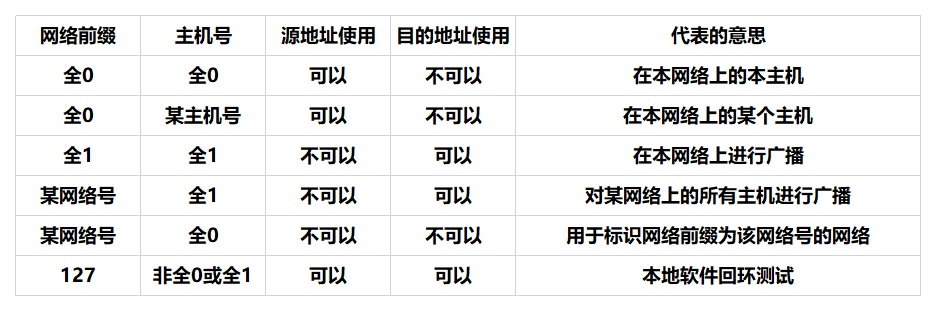 网络前缀 主机号 源地址使用 目的地址使用 代表的意思
全0 全0 可以 不可以 在本网络上的本主机
全0 某主机号 可以 不可以 在本网络上的某个主机
全1 全1 不可以 可以 在本网络上进行广播
某网络号 全1 不可以 可以 对某网络上的所有主机进行广播
某网络号 全0 不可以 不可以 用于标识网络前缀为该网络号的网络
127 非全0或全1 可以 可以 本地软件回环测试